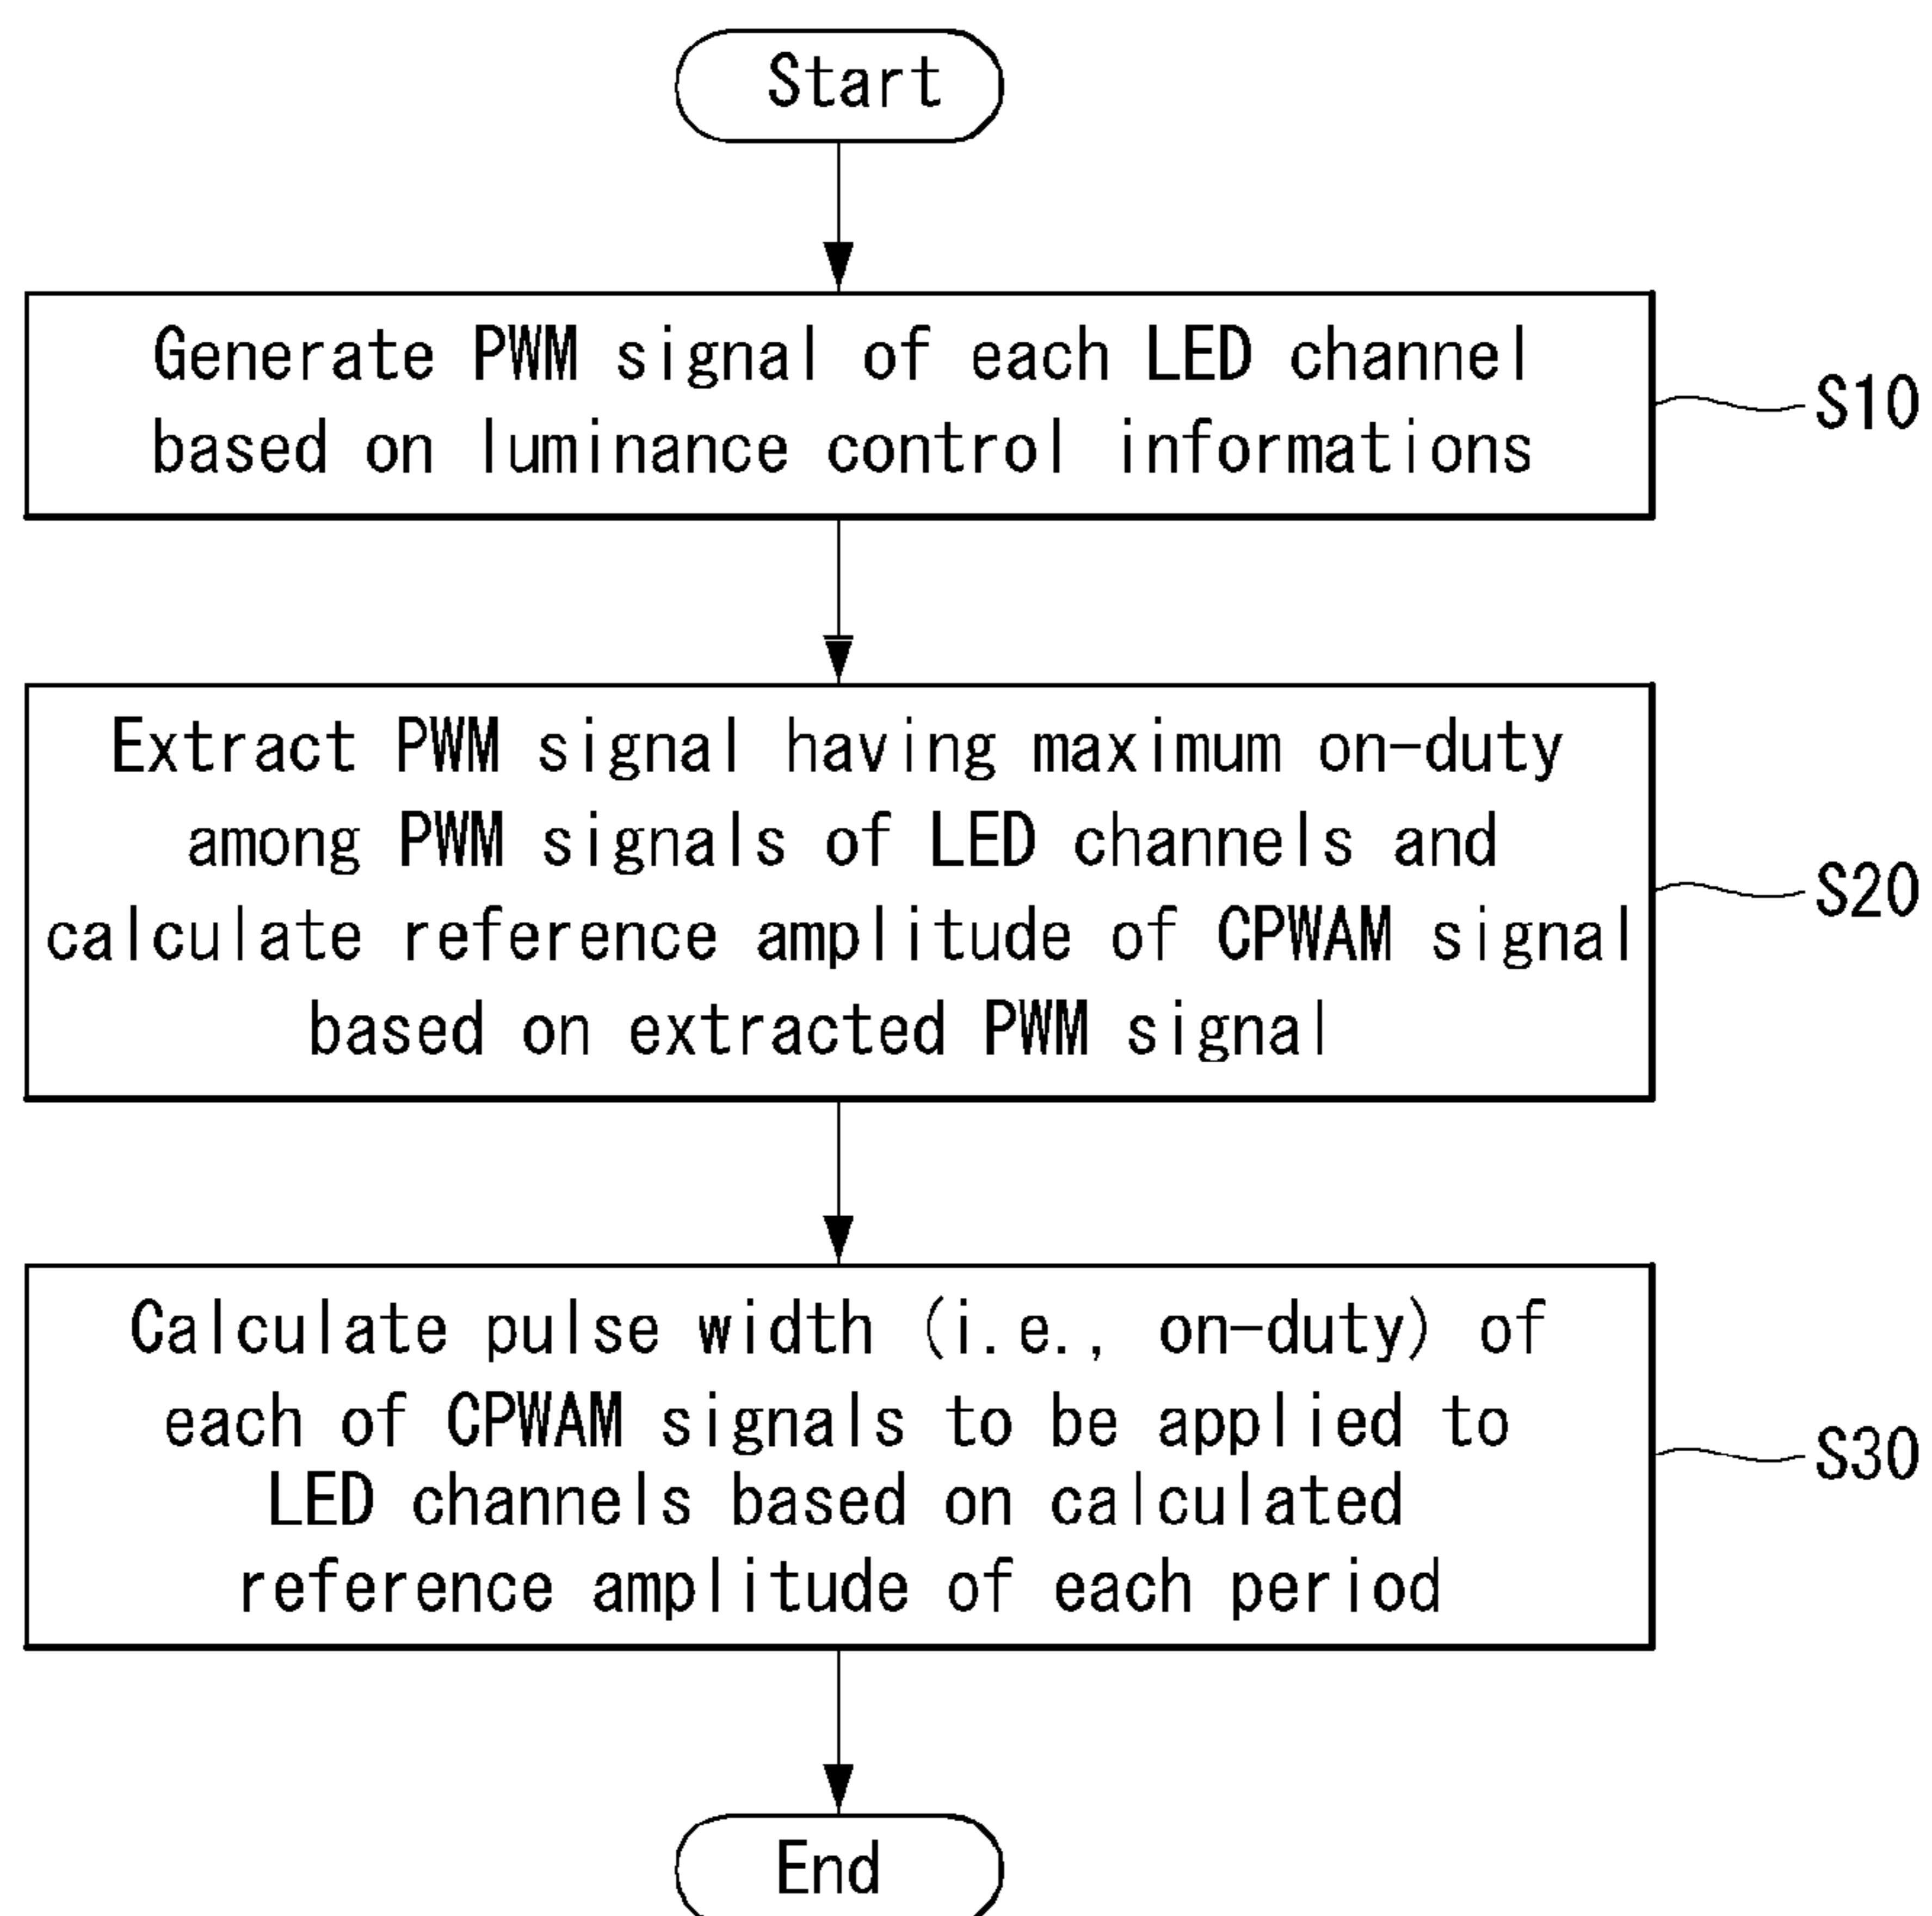 Start
Generate PWM signal of each LED channel
based on luminance control informations
S10
Extract PWM signal having maximum on-duty
among PWM signals of LED channels and
calculate reference amplitude of CPWAM signal
based on extracted PWM signal
S20
Calculate pulse width (i.e., on-duty) of
each of CPWAM signals to be applied to
LED channels based on calculated
reference amplitude of each period
S30
End